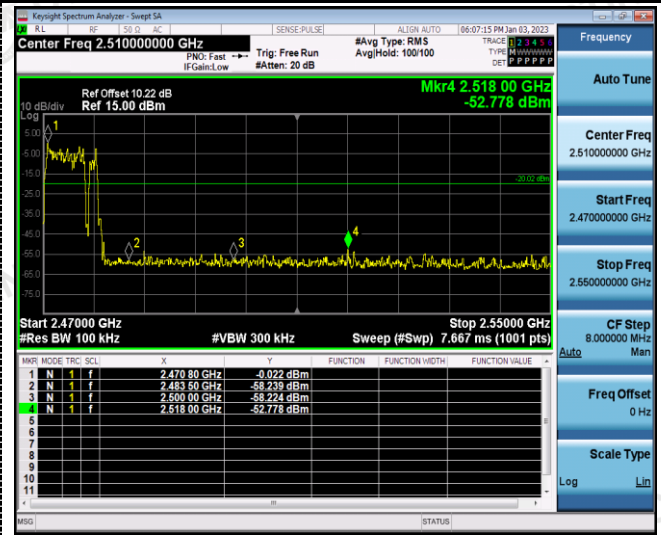 Keysight Spectrum Analyzer - Swept SA
RL RF 50 Ω AC SENSE:PULSE ALIGN AUTO 06:07:15 PM Jan 03, 2023
Center Freq 2.510000000 GHz
PNO: Fast
IFGain:Low
Trig: Free Run
#Atten: 20 dB
#Avg Type: RMS
Avg|Hold: 100/100
TRACE 1 2 3 4 5 6
TYPE MWWWWW
DET P P P P P P
Ref Offset 10.22 dB
10 dB/div Ref 15.00 dBm
Log
Mkr4 2.518 00 GHz
-52.778 dBm
5.00
-5.00
-15.0
-25.0
-35.0
-45.0
-55.0
-65.0
-75.0
1
2
3
4
-20.02 dBm
Start 2.47000 GHz Stop 2.55000 GHz
#Res BW 100 kHz #VBW 300 kHz Sweep (#Swp) 7.667 ms (1001 pts)
MKR MODE TRC SCL X Y FUNCTION FUNCTION WIDTH FUNCTION VALUE
1 N 1 f 2.470 80 GHz -0.022 dBm
2 N 1 f 2.483 50 GHz -58.239 dBm
3 N 1 f 2.500 00 GHz -58.224 dBm
4 N 1 f 2.518 00 GHz -52.778 dBm
5
6
7
8
9
10
11
MSG STATUS
Frequency
Auto Tune
Center Freq
2.510000000 GHz
Start Freq
2.470000000 GHz
Stop Freq
2.550000000 GHz
CF Step
8.000000 MHz
Auto Man
Freq Offset
0 Hz
Scale Type
Log Lin